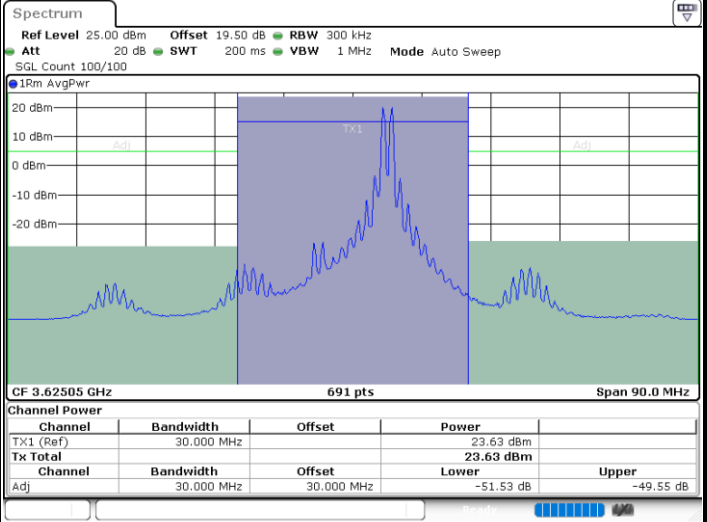 Spectrum
Ref Level 25.00 dBm Offset 19.50 dB RBW 300 kHz
Att 20 dB SWT 200 ms VBW 1 MHz Mode Auto Sweep
SGL Count 100/100
1Rm AvgPwr
20 dBm
TX1
10 dBm
Adj Adj
0 dBm
-10 dBm
-20 dBm
CF 3.62505 GHz 691 pts Span 90.0 MHz
Channel Power
Channel Bandwidth Offset Power
TX1 (Ref) 30.000 MHz 23.63 dBm
Tx Total 23.63 dBm
Channel Bandwidth Offset Lower Upper
Adj 30.000 MHz 30.000 MHz -51.53 dB -49.55 dB
Ready